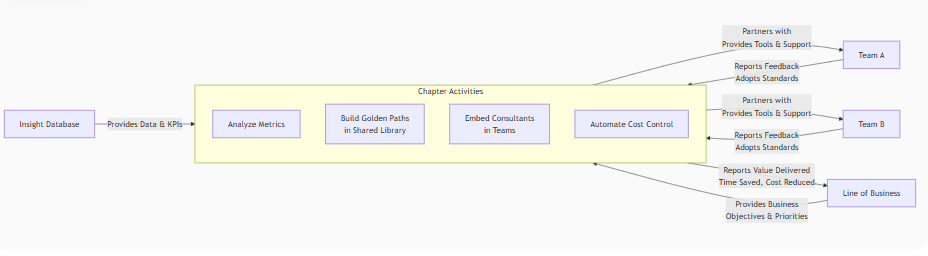 Insight Database
Provides Data & KPIs
Chapter Activities
Analyze Metrics
Build Golden Paths
in Shared Library
Embed Consultants
in Teams
Automate Cost Control
Partners with
Provides Tools & Support
Team A
Reports Feedback
Adopts Standards
Partners with
Provides Tools & Support
Team B
Reports Feedback
Adopts Standards
Reports Value Delivered
Time Saved, Cost Reduced
Line of Business
Provides Business
Objectives & Priorities